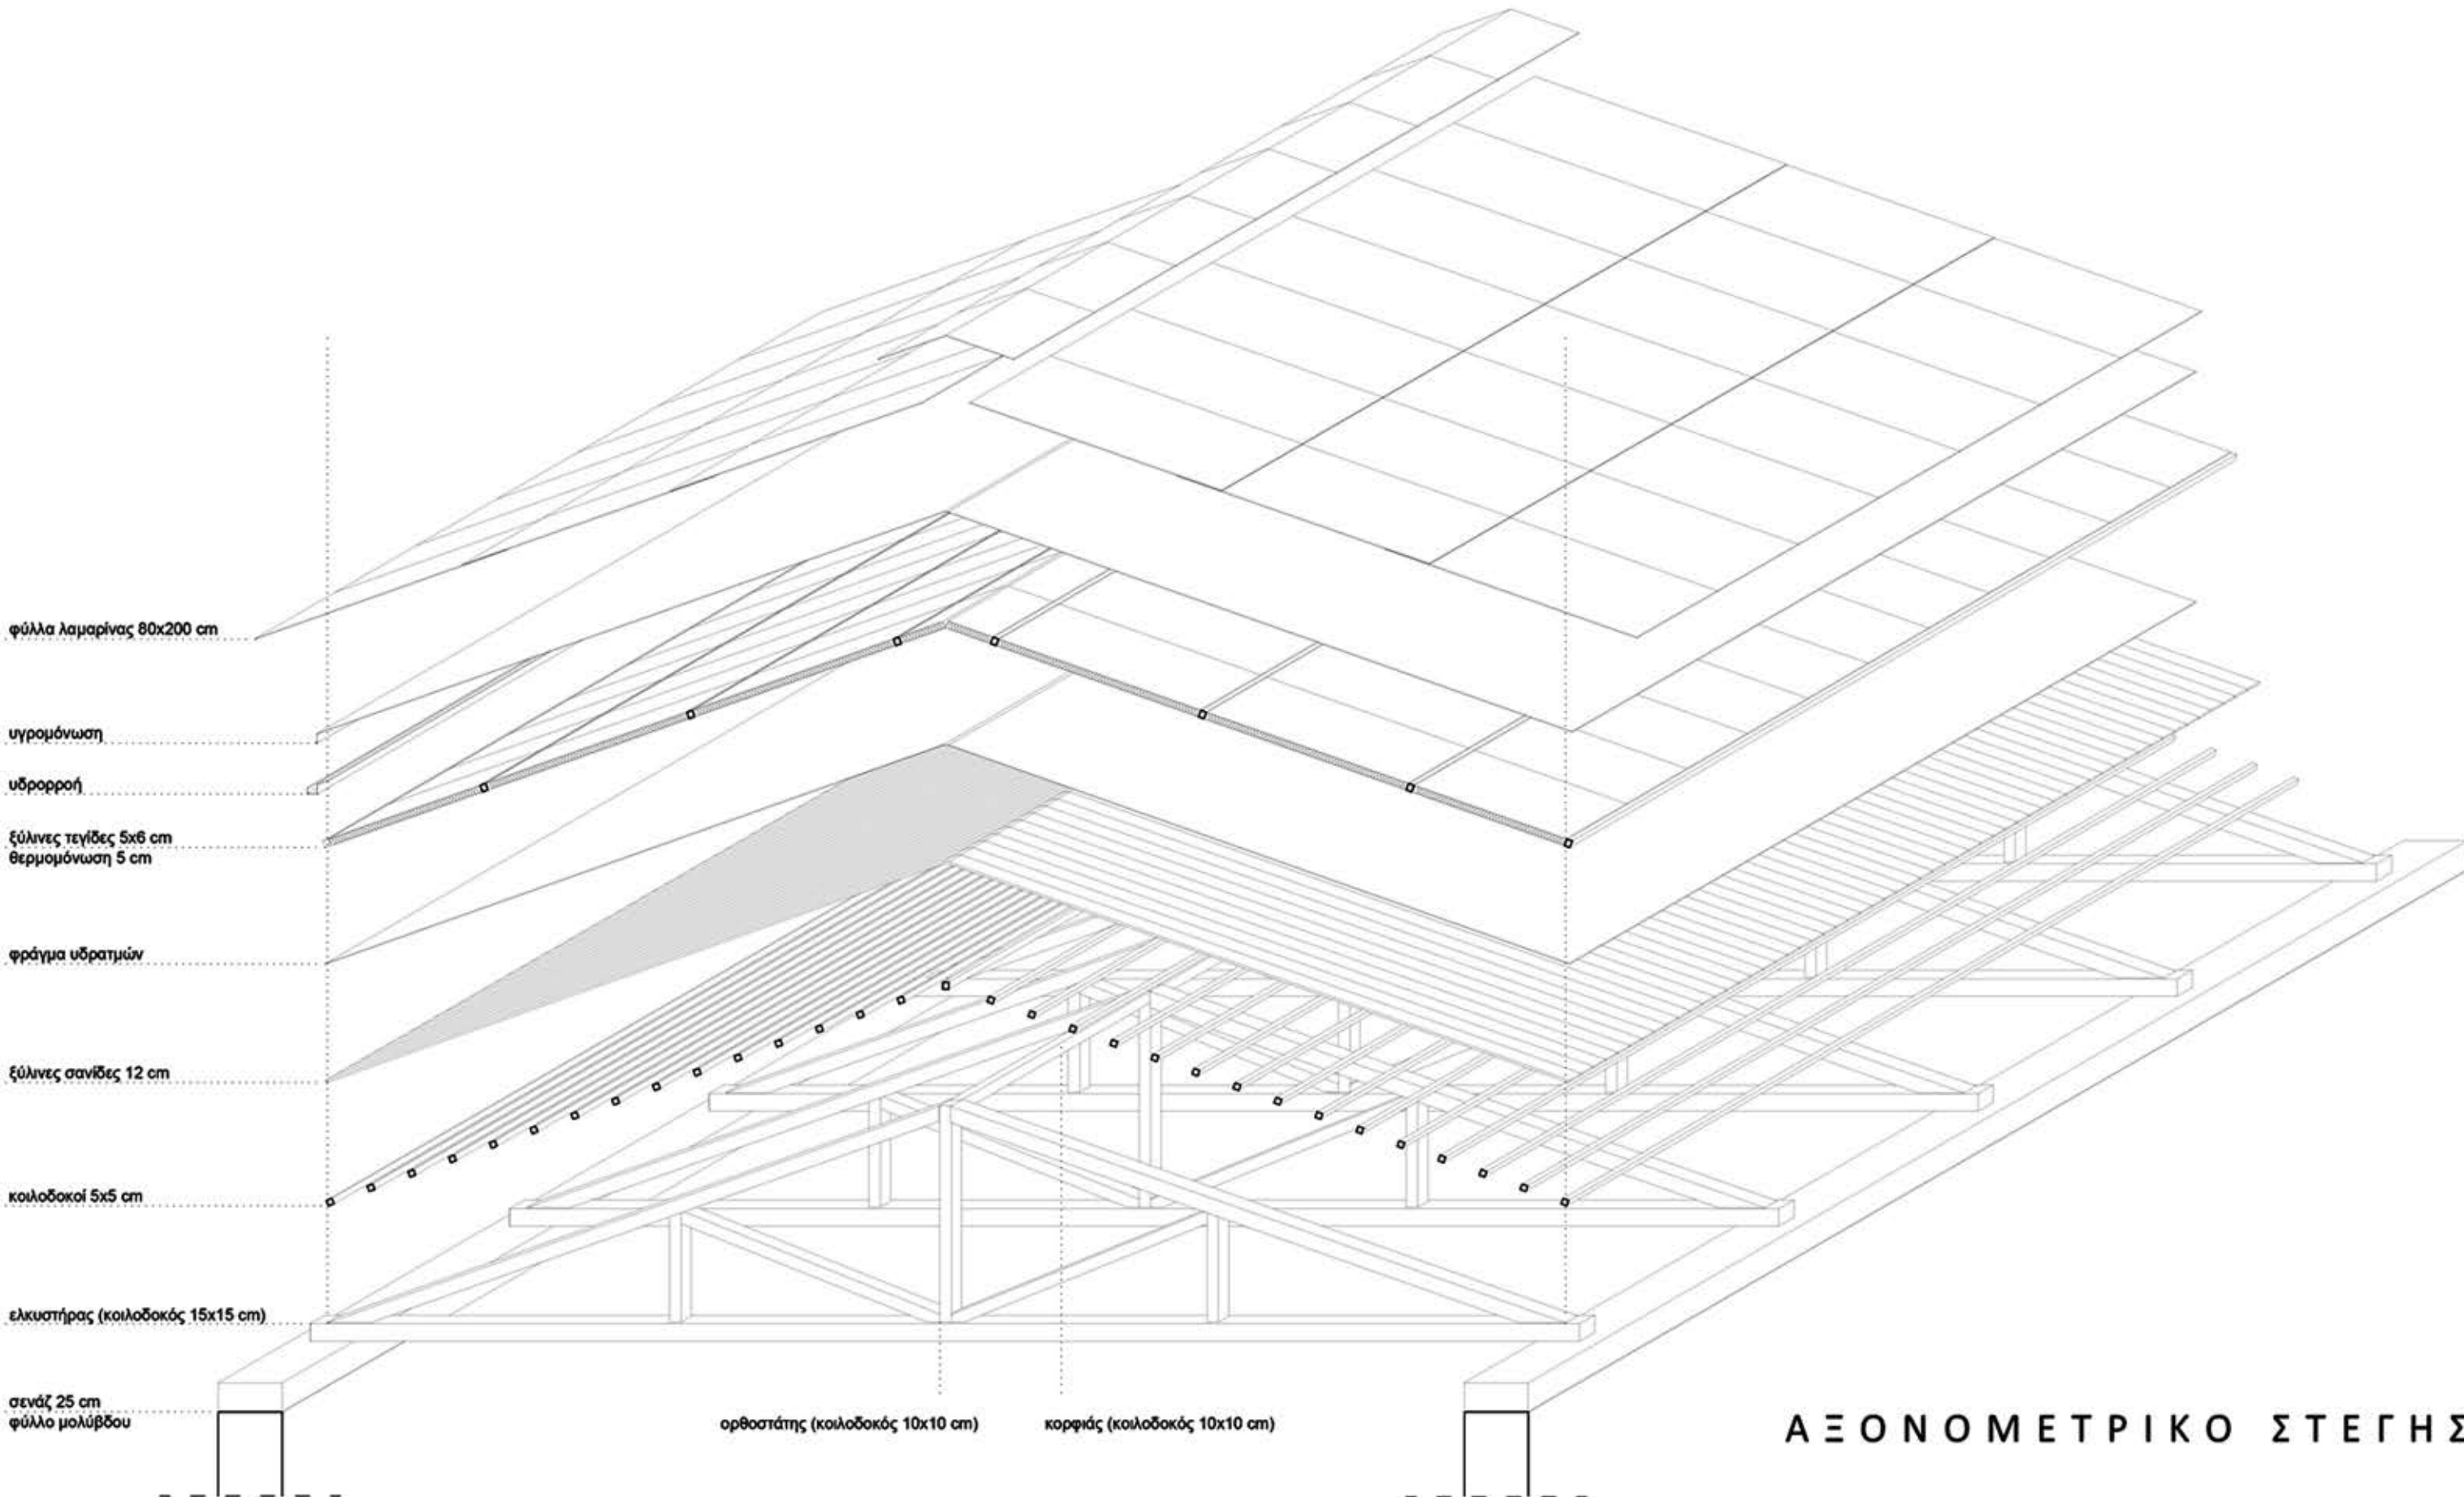 φύλλα λαμαρίνας 80x200 cm
υγρομόνωση
υδρορροή
ξύλινες τεγίδες 5x6 cm
θερμομόνωση 5 cm
φράγμα υδρατμών
ξύλινες σανίδες 12 cm
κοιλοδοκοί 5x5 cm
ελκυστήρας (κοιλοδοκός 15x15 cm)
σενάζ 25 cm
φύλλο μολύβδου
ορθοστάτης (κοιλοδοκός 10x10 cm)
κορφιάς (κοιλοδοκός 10x10 cm)
ΑΞΟΝΟΜΕΤΡΙΚΟ ΣΤΕΓΗΣ